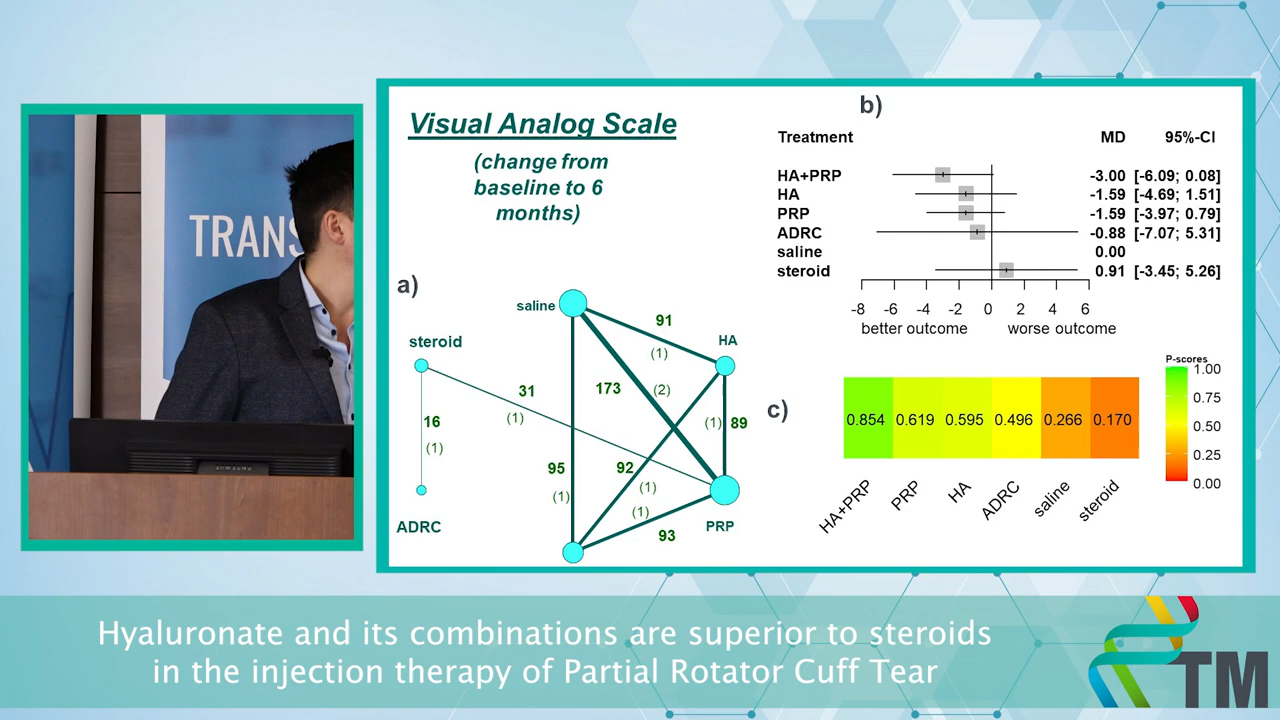 TRANS
Visual Analog Scale
(change from
baseline to 6
months)
a)
saline
steroid
HA
ADRC
PRP
91
(1)
173
(2)
31
(1)
16
(1)
(1)
89
95
(1)
92
(1)
(1)
93
b)
Treatment MD 95%-CI
HA+PRP -3.00 [-6.09; 0.08]
HA -1.59 [-4.69; 1.51]
PRP -1.59 [-3.97; 0.79]
ADRC -0.88 [-7.07; 5.31]
saline 0.00
steroid 0.91 [-3.45; 5.26]
-8 -6 -4 -2 0 2 4 6
better outcome worse outcome
c)
P-scores
1.00
0.75
0.50
0.25
0.00
0.854 0.619 0.595 0.496 0.266 0.170
HA+PRP PRP HA ADRC saline steroid
Hyaluronate and its combinations are superior to steroids
in the injection therapy of Partial Rotator Cuff Tear
TM